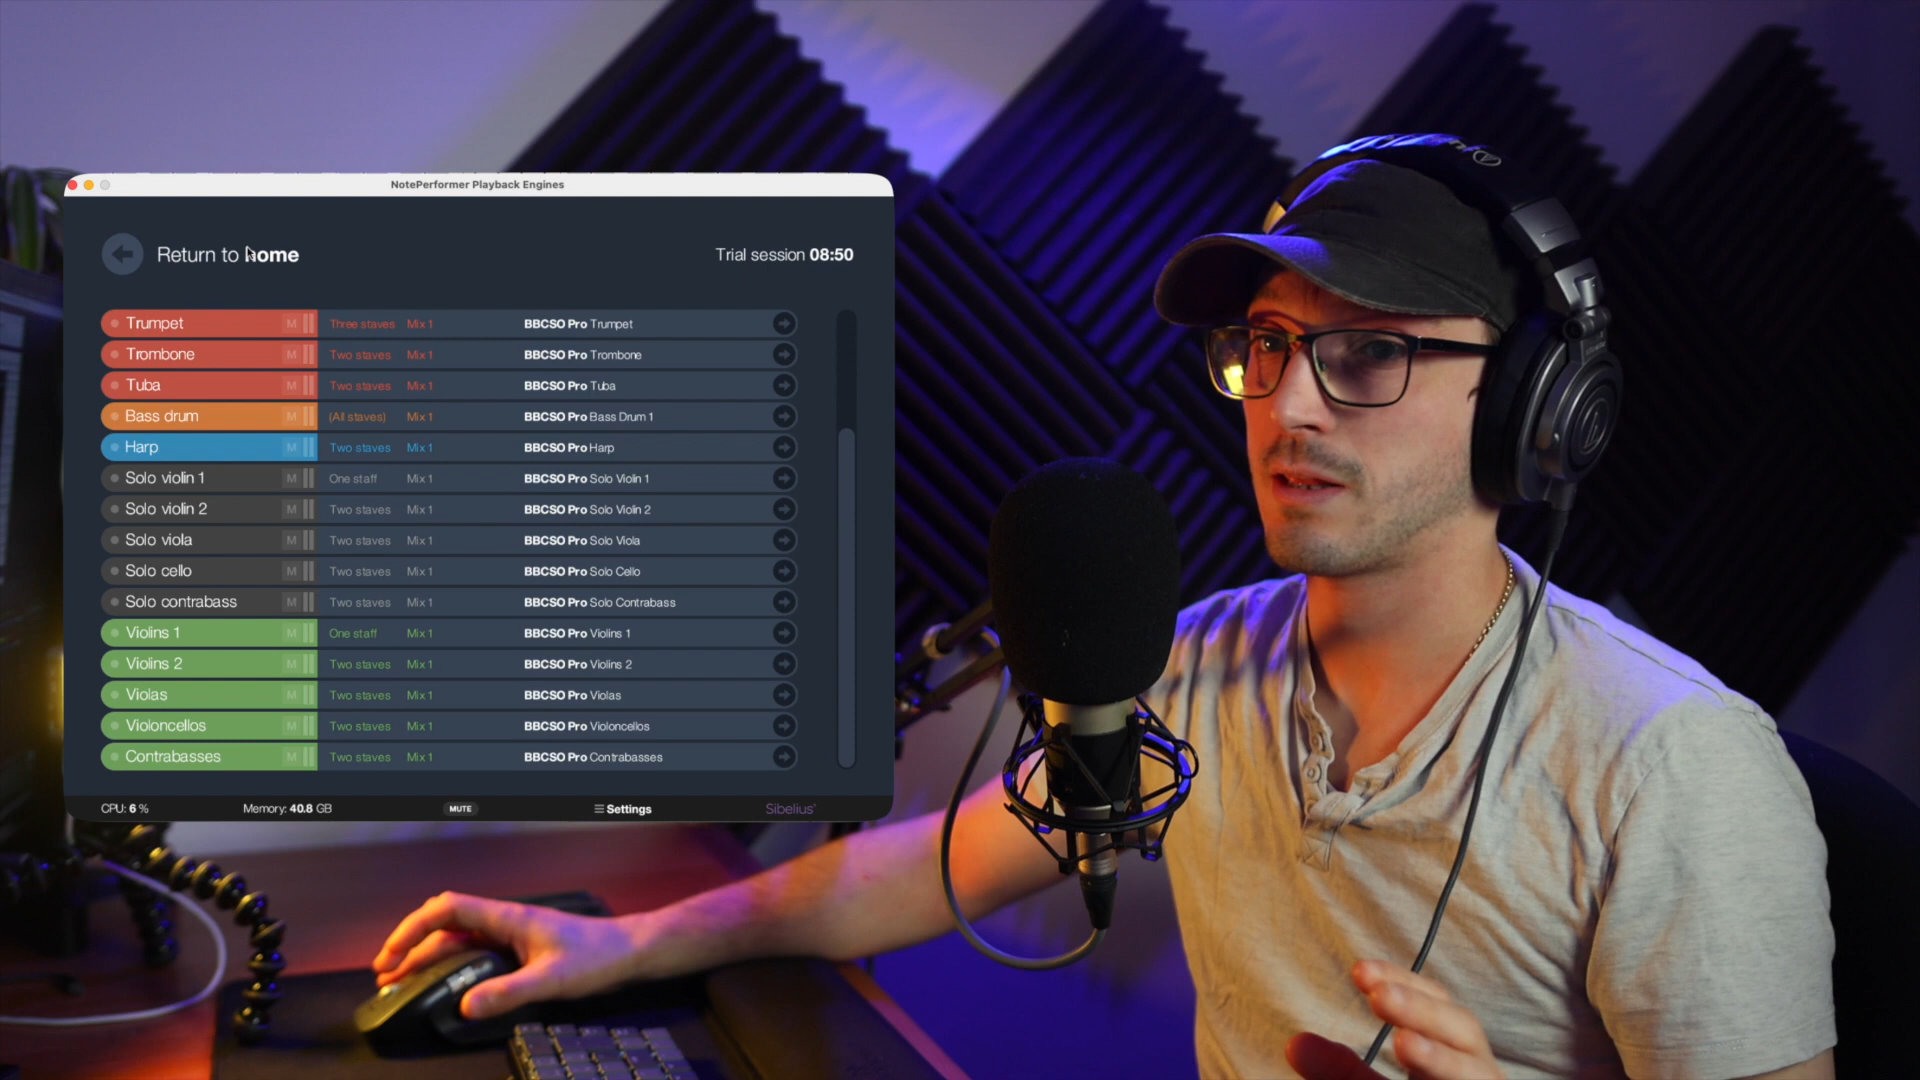 NotePerformer Playback Engines
Return to home
Trial session 08:50
Trumpet M Three staves Mix 1 BBCSO Pro Trumpet
Trombone M Two staves Mix 1 BBCSO Pro Trombone
Tuba M Two staves Mix 1 BBCSO Pro Tuba
Bass drum M (All staves) Mix 1 BBCSO Pro Bass Drum 1
Harp M Two staves Mix 1 BBCSO Pro Harp
Solo violin 1 M One staff Mix 1 BBCSO Pro Solo Violin 1
Solo violin 2 M Two staves Mix 1 BBCSO Pro Solo Violin 2
Solo viola M Two staves Mix 1 BBCSO Pro Solo Viola
Solo cello M Two staves Mix 1 BBCSO Pro Solo Cello
Solo contrabass M Two staves Mix 1 BBCSO Pro Solo Contrabass
Violins 1 M One staff Mix 1 BBCSO Pro Violins 1
Violins 2 M Two staves Mix 1 BBCSO Pro Violins 2
Violas M Two staves Mix 1 BBCSO Pro Violas
Violoncellos M Two staves Mix 1 BBCSO Pro Violoncellos
Contrabasses M Two staves Mix 1 BBCSO Pro Contrabasses
CPU: 6 % Memory: 40.8 GB MUTE Settings Sibelius